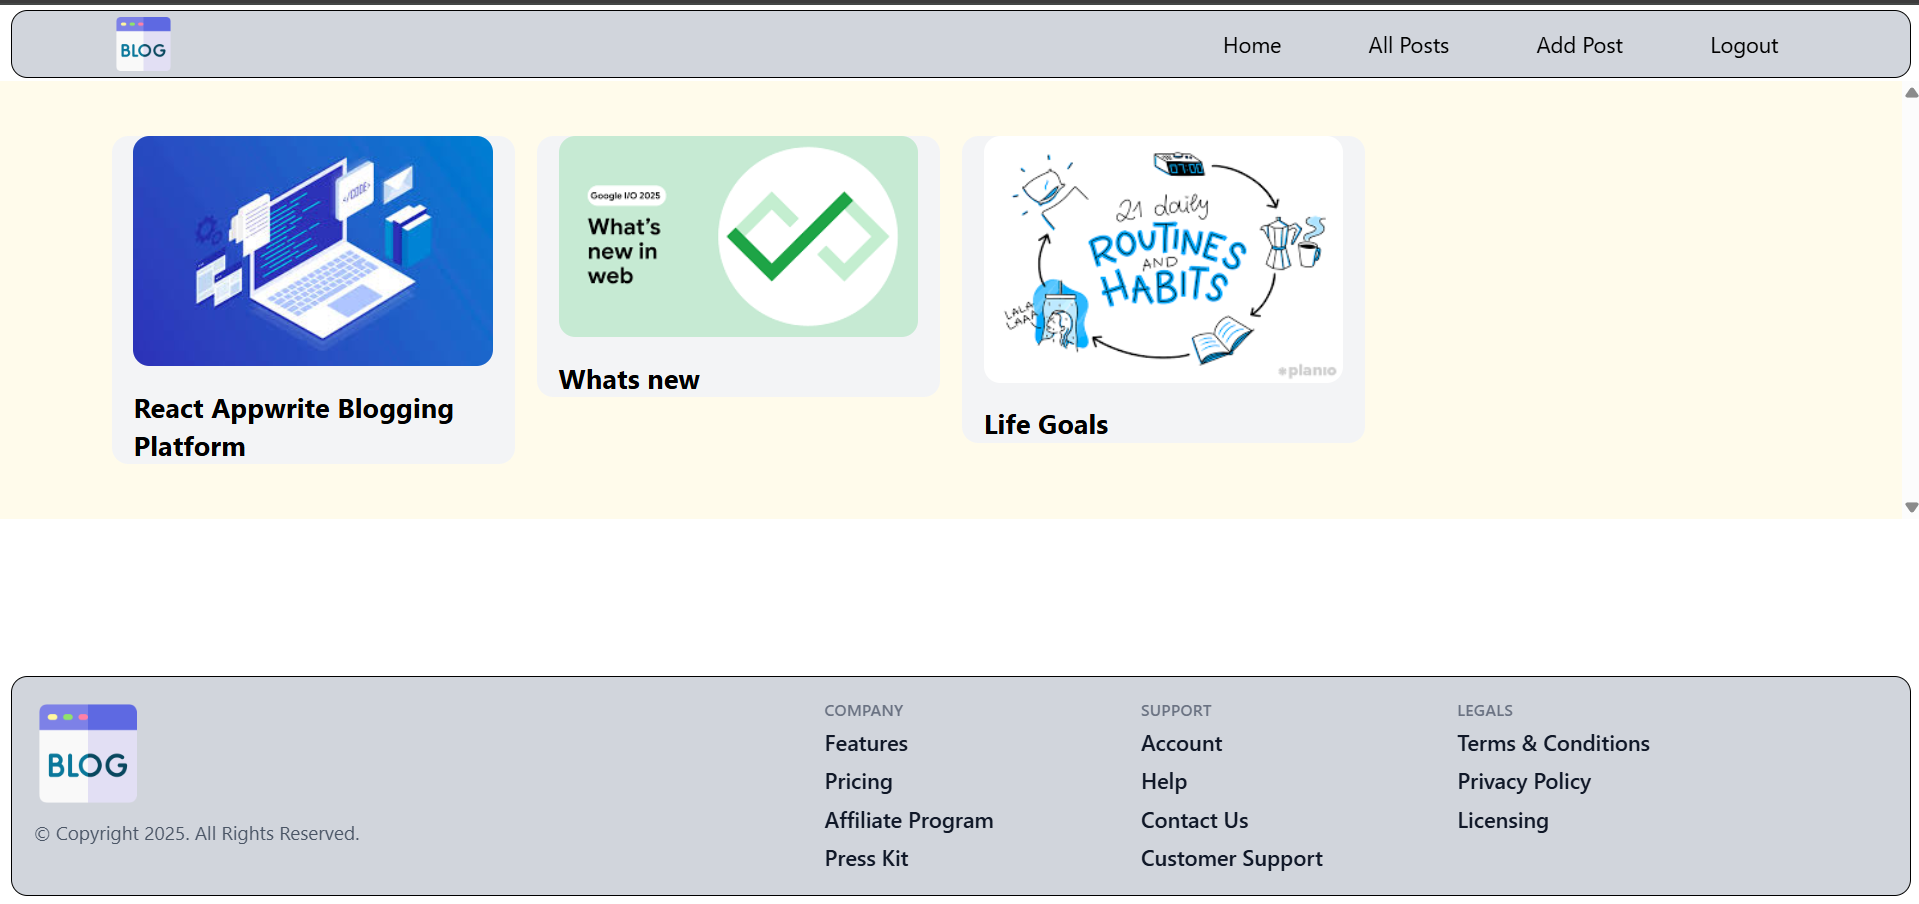 BLOG
Home
All Posts
Add Post
Logout
</CODE>
React Appwrite Blogging
Platform
Google I/O 2025
What's
new in
web
Whats new
07:00
21 daily
ROUTINES
AND
HABITS
LALA
LAAA
planio
Life Goals
BLOG
© Copyright 2025. All Rights Reserved.
COMPANY
Features
Pricing
Affiliate Program
Press Kit
SUPPORT
Account
Help
Contact Us
Customer Support
LEGALS
Terms & Conditions
Privacy Policy
Licensing